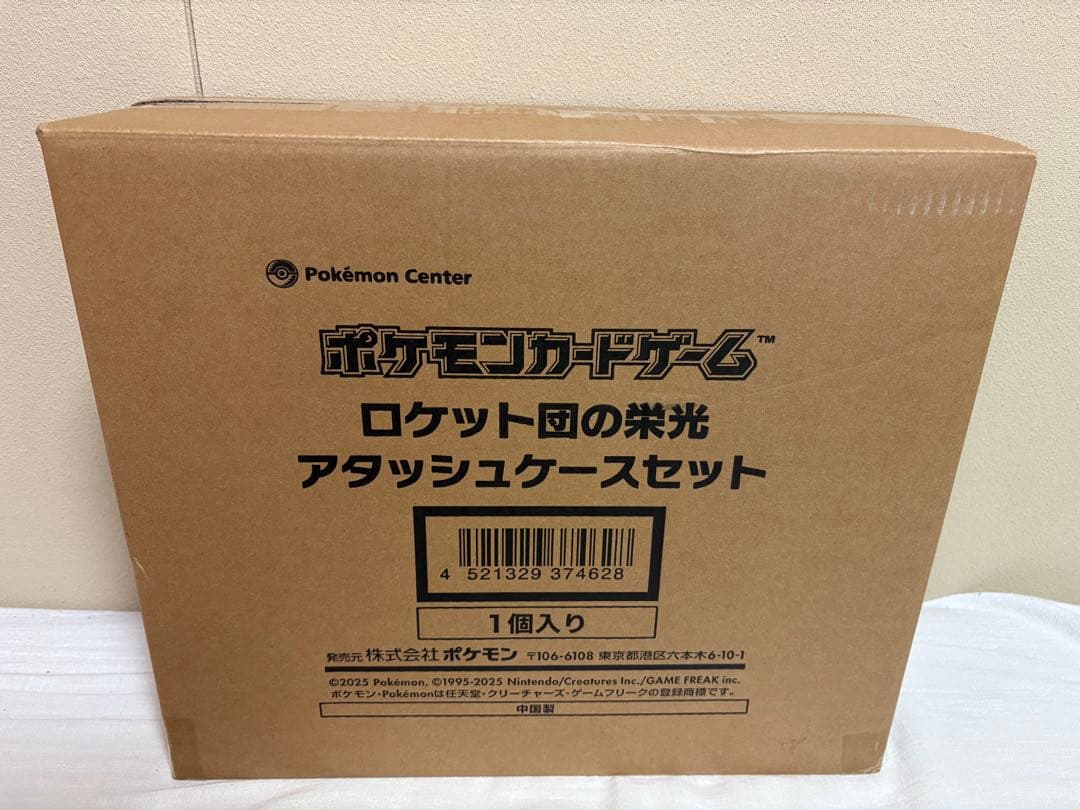 Pokémon Center
ポケモンカードゲーム™
ロケット団の栄光
アタッシュケースセット
4 521329 374628
1個入り
発売元 株式会社 ポケモン 〒106-6108 東京都港区六本木6-10-1
©2025 Pokémon. ©1995-2025 Nintendo/Creatures Inc./GAME FREAK inc.
ポケモン・Pokémonは任天堂・クリーチャーズ・ゲームフリークの登録商標です。
中国製